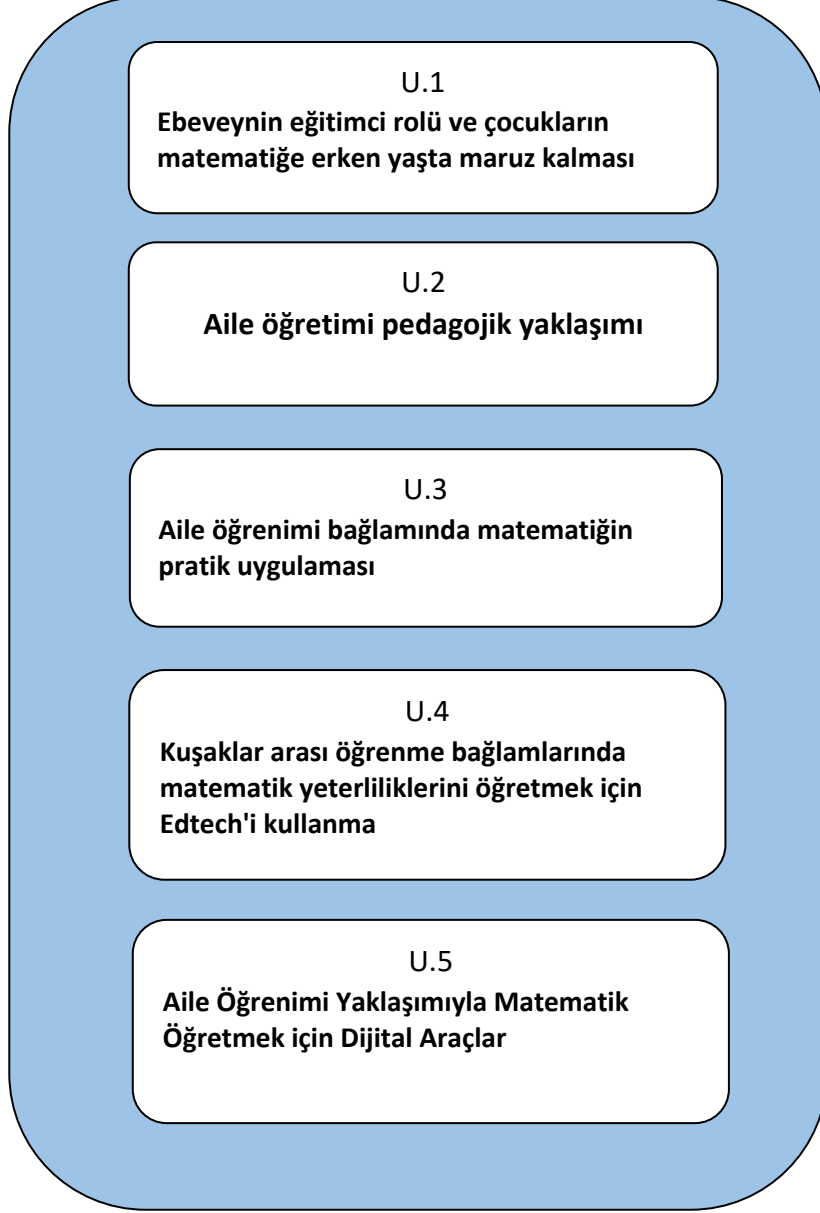 U.1
Ebeveynin eğitimci rolü ve çocukların
matematiğe erken yaşta maruz kalması
U.2
Aile öğretimi pedagojik yaklaşımı
U.3
Aile öğrenimi bağlamında matematiğin
pratik uygulaması
U.4
Kuşaklar arası öğrenme bağlamlarında
matematik yeterliliklerini öğretmek için
Edtech'i kullanma
U.5
Aile Öğrenimi Yaklaşımıyla Matematik
Öğretmek için Dijital Araçlar